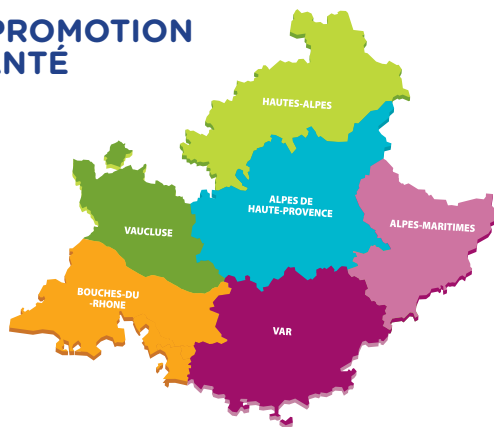 PROMOTION
ANTÉ
HAUTES-ALPES
ALPES DE
HAUTE-PROVENCE
ALPES-MARITIMES
VAUCLUSE
BOUCHES-DU
-RHONE
VAR